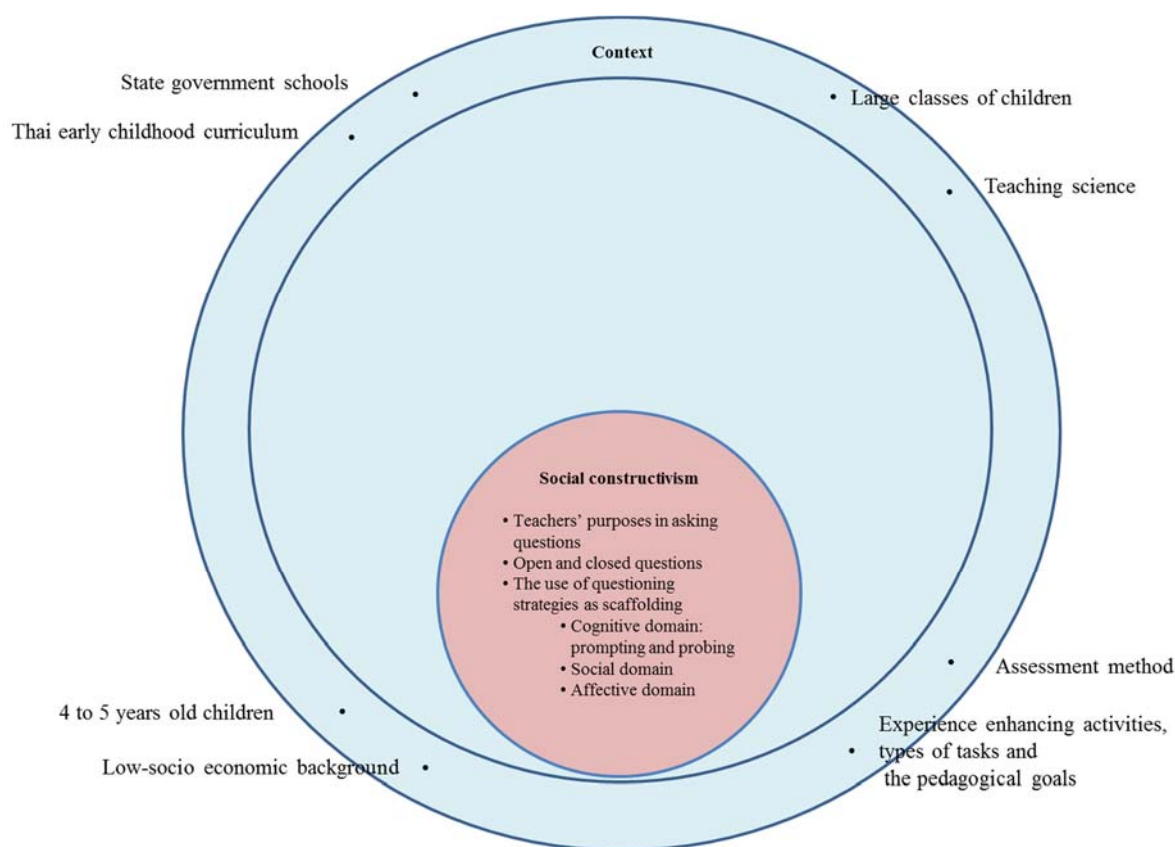 Context
State government schools
Thai early childhood curriculum
• Large classes of children
Teaching science
Social constructivism
• Teachers’ purposes in asking
questions
• Open and closed questions
• The use of questioning
strategies as scaffolding
• Cognitive domain:
prompting and probing
• Social domain
• Affective domain
4 to 5 years old children
Low-socio economic background
Assessment method
Experience enhancing activities,
types of tasks and
the pedagogical goals